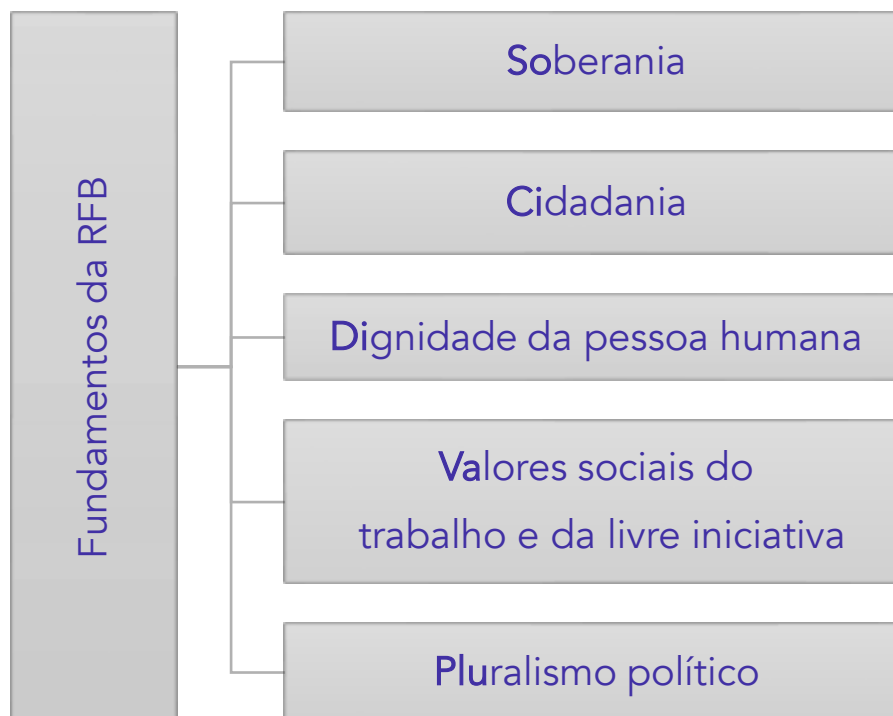 Fundamentos da RFB
Soberania
Cidadania
Dignidade da pessoa humana
Valores sociais do
trabalho e da livre iniciativa
Pluralismo político